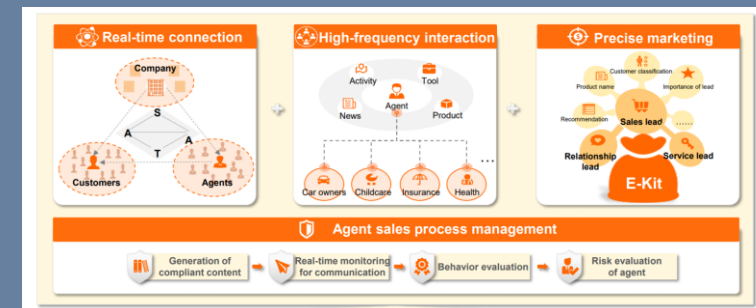 Real-time connection
Company
S
A
A
T
Customers
Agents
High-frequency interaction
Activity
Tool
Agent
News
Product
...
Car owners
Childcare
Insurance
Health
Precise marketing
Customer classification
Product name
Importance of lead
Recommendation
Sales lead
......
Relationship
lead
Service lead
E-Kit
Agent sales process management
Generation of
compliant content
Real-time monitoring
for communication
Behavior evaluation
Risk evaluation
of agent